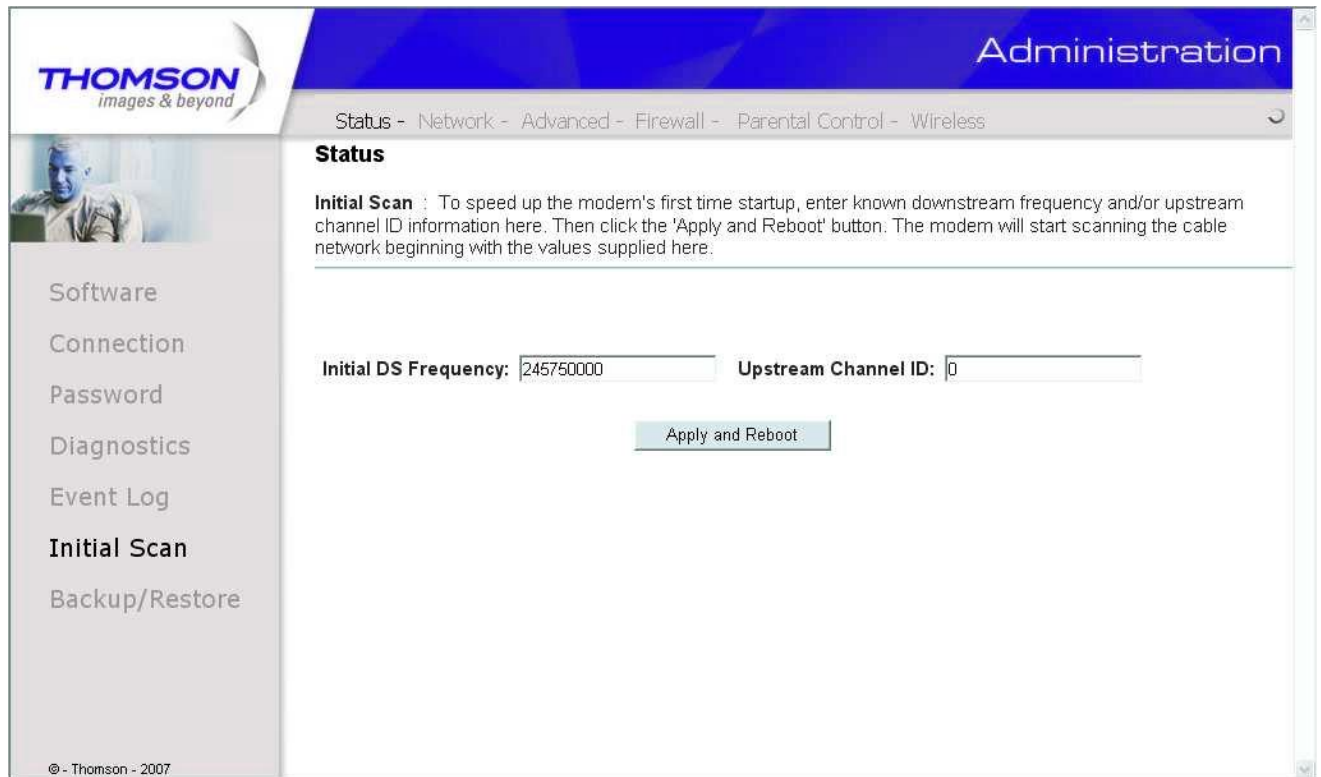 THOMSON
images & beyond
Administration
Status - Network - Advanced - Firewall - Parental Control - Wireless
Status
Initial Scan : To speed up the modem's first time startup, enter known downstream frequency and/or upstream
channel ID information here. Then click the 'Apply and Reboot' button. The modem will start scanning the cable
network beginning with the values supplied here.
Software
Connection
Password
Diagnostics
Event Log
Initial Scan
Backup/Restore
Initial DS Frequency: 245750000 Upstream Channel ID: 0
Apply and Reboot
© - Thomson - 2007